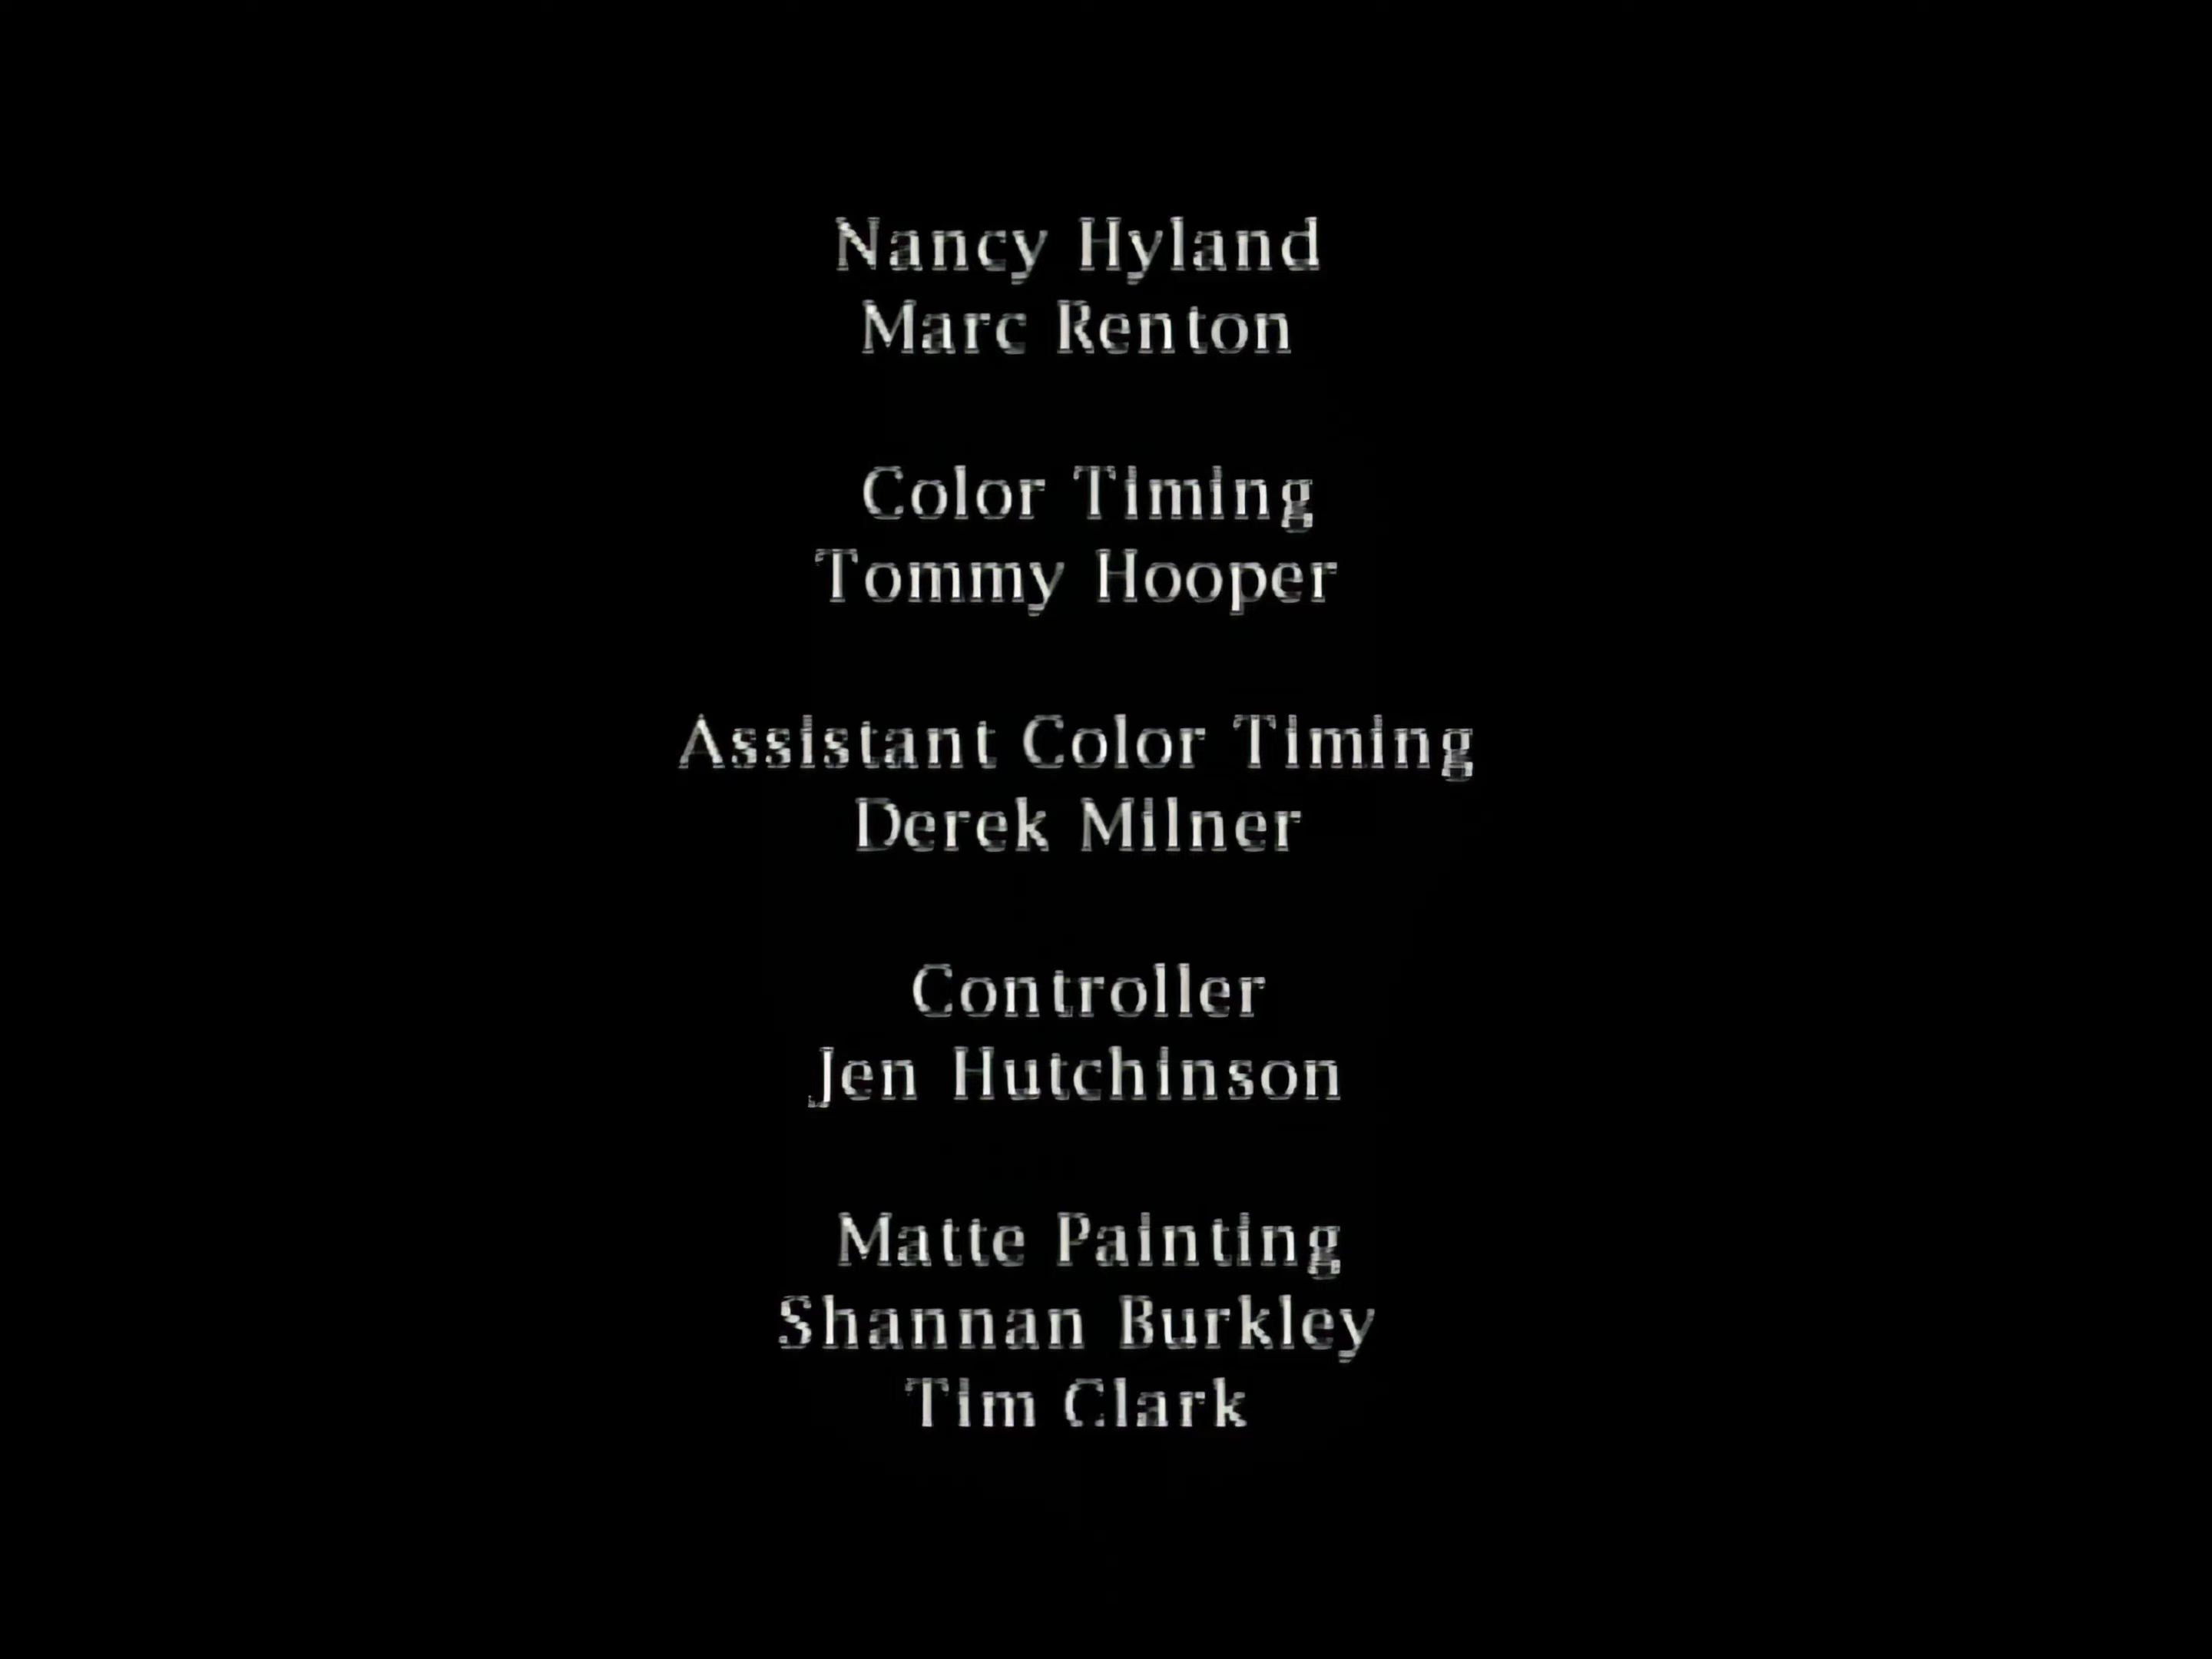 Nancy Hyland
Marc Renton
Color Timing
Tommy Hooper
Assistant Color Timing
Derek Milner
Controller
Jen Hutchinson
Matte Painting
Shannan Burkley
Tim Clark